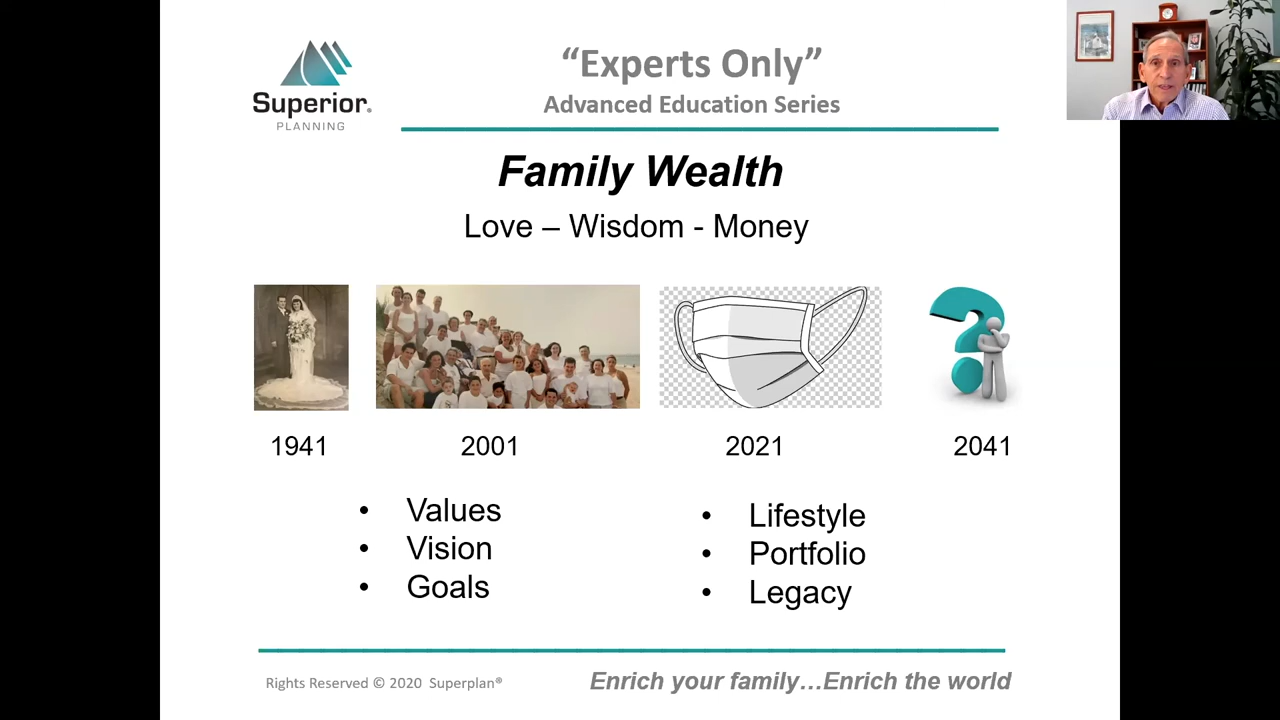 “Experts Only”
Superior.
PLANNING
Advanced Education Series
Family Wealth
Love – Wisdom - Money
1941
2001
2021
2041
• Values
• Vision
• Goals
• Lifestyle
• Portfolio
• Legacy
Rights Reserved © 2020 Superplan®
Enrich your family…Enrich the world